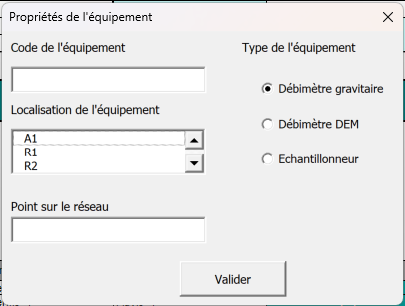 Propriétés de l'équipement
Code de l'équipement
Type de l'équipement
Débimètre gravitaire
Localisation de l'équipement
Débimètre DEM
A1
R1
R2
Echantillonneur
Point sur le réseau
Valider